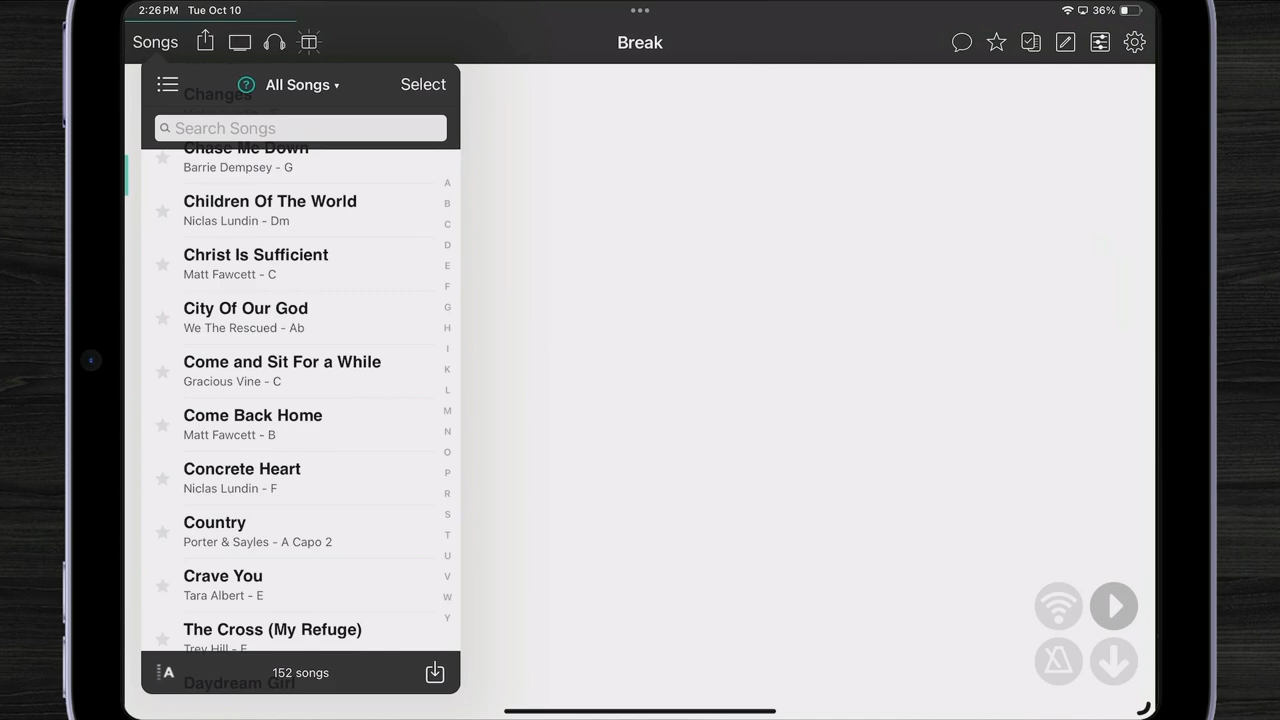 2:26 PM Tue Oct 10
36%
Songs
Break
? All Songs ▾
Select
Changes
Search Songs
Chase Me Down
Barrie Dempsey - G
Children Of The World
Niclas Lundin - Dm
Christ Is Sufficient
Matt Fawcett - C
City Of Our God
We The Rescued - Ab
Come and Sit For a While
Gracious Vine - C
Come Back Home
Matt Fawcett - B
Concrete Heart
Niclas Lundin - F
Country
Porter & Sayles - A Capo 2
Crave You
Tara Albert - E
The Cross (My Refuge)
Trey Hill - E
A
B
C
D
E
F
G
H
I
K
L
M
N
O
P
R
S
T
U
V
W
Y
A
152 songs
Daydream Girl